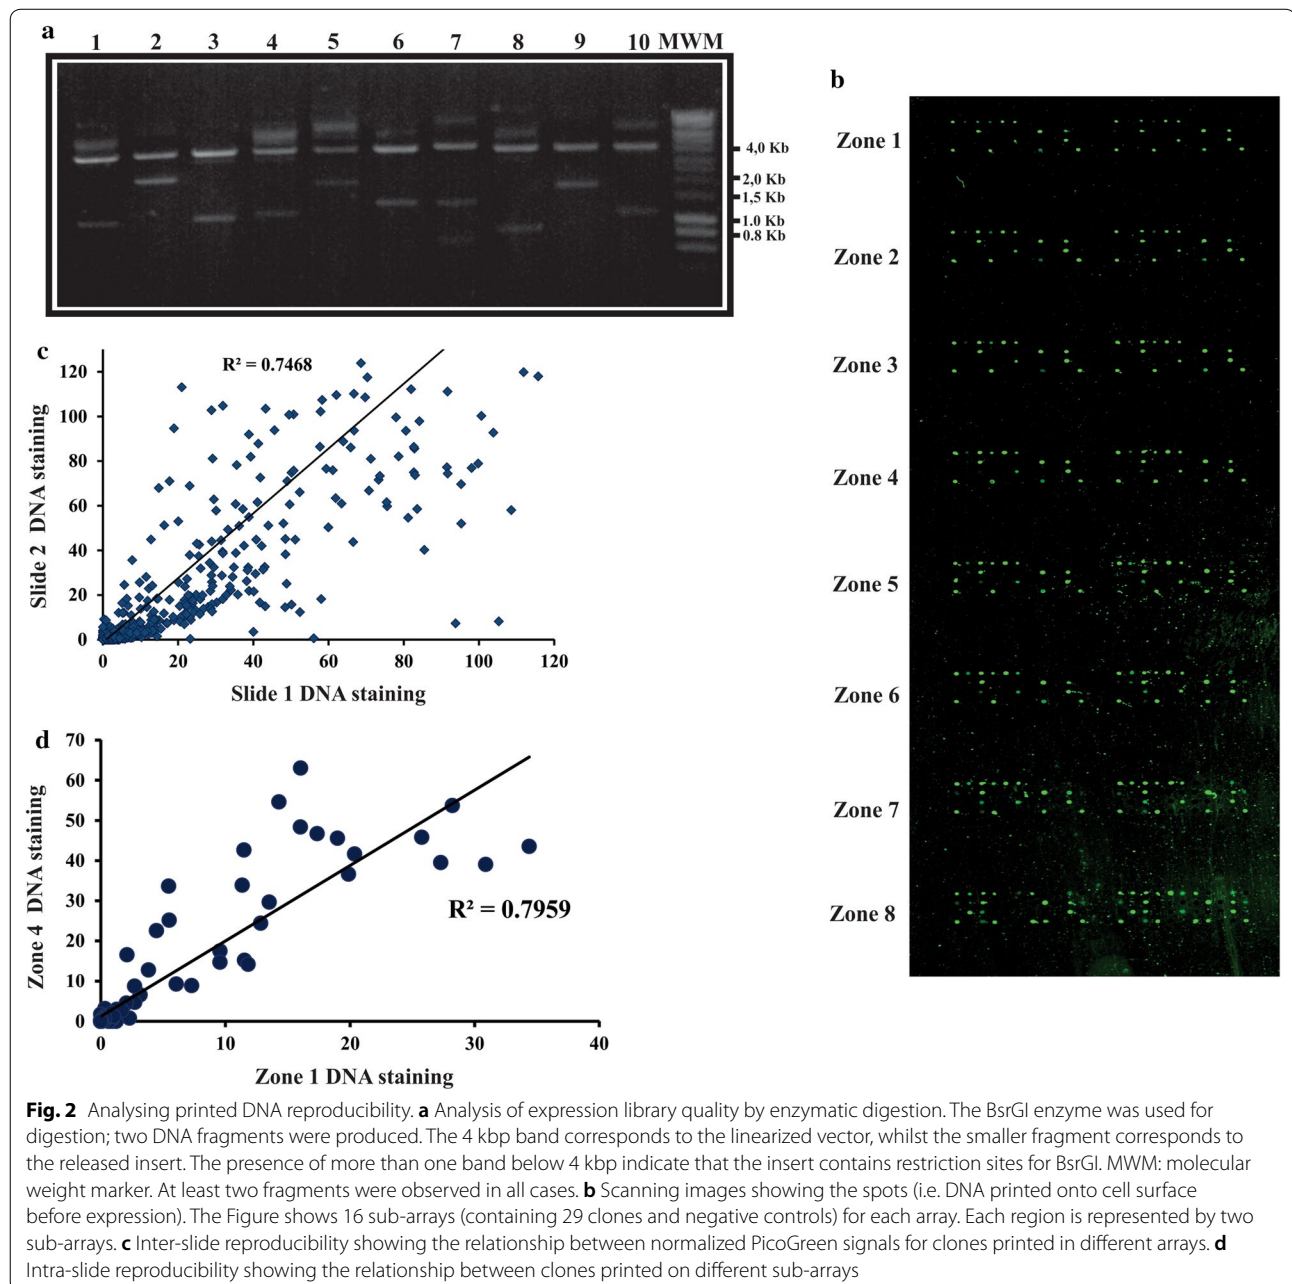 a
1 2 3 4 5 6 7 8 9 10 MWM
4,0 Kb
2,0 Kb
1,5 Kb
1.0 Kb
0.8 Kb
b
Zone 1
Zone 2
Zone 3
Zone 4
Zone 5
Zone 6
Zone 7
Zone 8
c
R² = 0.7468
120
100
80
60
40
20
0
0 20 40 60 80 100 120
Slide 2 DNA staining
Slide 1 DNA staining
d
70
60
50
40
30
20
10
0
0 10 20 30 40
R² = 0.7959
Zone 4 DNA staining
Zone 1 DNA staining
Fig. 2 Analysing printed DNA reproducibility. a Analysis of expression library quality by enzymatic digestion. The BsrGI enzyme was used for
digestion; two DNA fragments were produced. The 4 kbp band corresponds to the linearized vector, whilst the smaller fragment corresponds to
the released insert. The presence of more than one band below 4 kbp indicate that the insert contains restriction sites for BsrGI. MWM: molecular
weight marker. At least two fragments were observed in all cases. b Scanning images showing the spots (i.e. DNA printed onto cell surface
before expression). The Figure shows 16 sub-arrays (containing 29 clones and negative controls) for each array. Each region is represented by two
sub-arrays. c Inter-slide reproducibility showing the relationship between normalized PicoGreen signals for clones printed in different arrays. d
Intra-slide reproducibility showing the relationship between clones printed on different sub-arrays